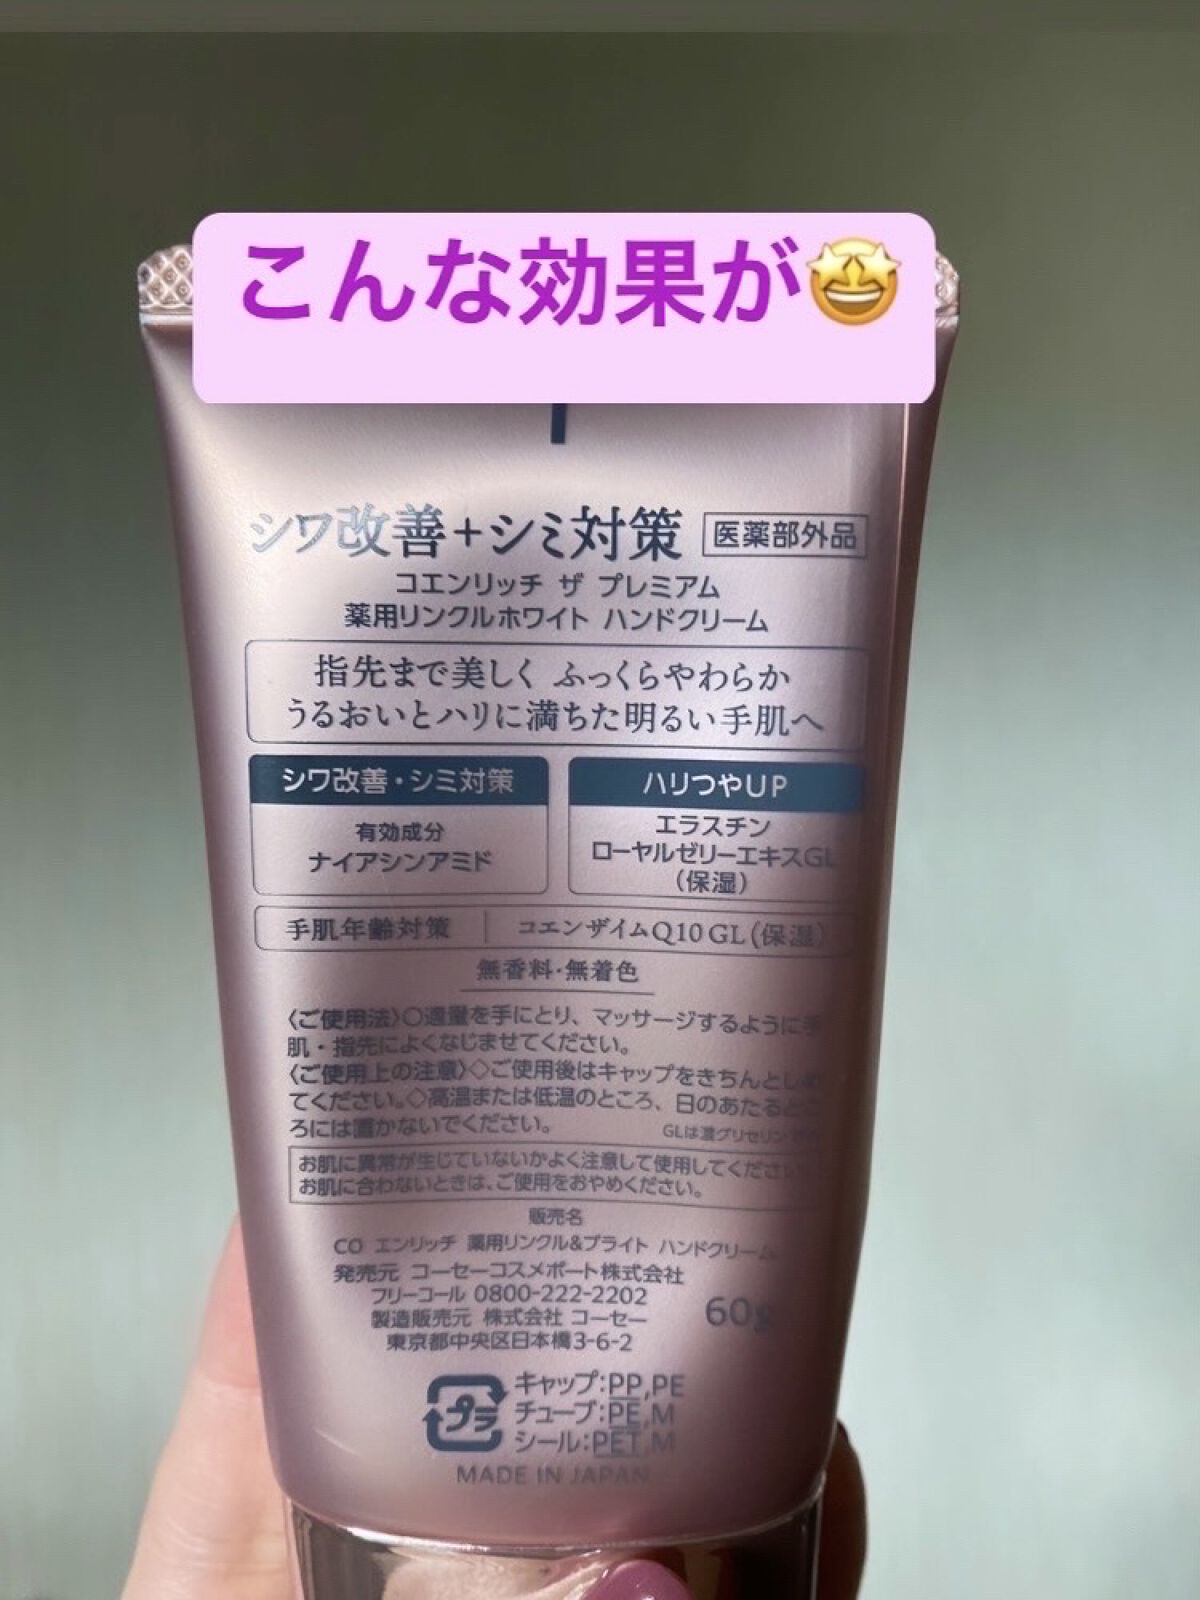 こんな効果が🤩
シワ改善+シミ対策 医薬部外品
コエンリッチ ザ プレミアム
薬用リンクルホワイト ハンドクリーム
指先まで美しく ふっくらやわらか
うるおいとハリに満ちた明るい手肌へ
シワ改善・シミ対策
有効成分
ナイアシンアミド
ハリつやUP
エラスチン
ローヤルゼリーエキスGL
(保湿)
手肌年齢対策 コエンザイムQ10 GL(保湿)
無香料・無着色
〈ご使用法〉○適量を手にとり、マッサージするように手
肌・指先によくなじませてください。
〈ご使用上の注意〉◇ご使用後はキャップをきちんとしめ
てください。◇高温または低温のところ、日のあたるとこ
ろには置かないでください。 GLは濃グリセリン
お肌に異常が生じていないかよく注意して使用してください。
お肌に合わないときは、ご使用をおやめください。
販売名
CO エンリッチ 薬用リンクル&ブライト ハンドクリーム
発売元 コーセーコスメポート株式会社
フリーコール 0800-222-2202
製造販売元 株式会社 コーセー
東京都中央区日本橋3-6-2
60g
プラ
キャップ:PP,PE
チューブ:PE,M
シール:PET,M
MADE IN JAPAN